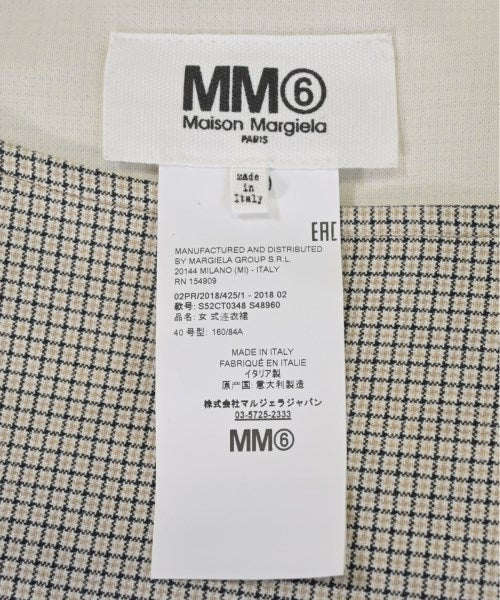 MM⑥
Maison Margiela
PARIS
Made
in
Italy
EAC
MANUFACTURED AND DISTRIBUTED
BY MARGIELA GROUP S.R.L.
20144 MILANO (MI) - ITALY
RN 154909
02PR/2018/425/1 - 2018 02
款号: S52CT0348 S48960
品名: 女式连衣裙
40 号型: 160/84A
MADE IN ITALY
FABRIQUÉ EN ITALIE
イタリア製
原产国: 意大利製造
株式会社マルジェラジャパン
03-5725-2333
MM⑥